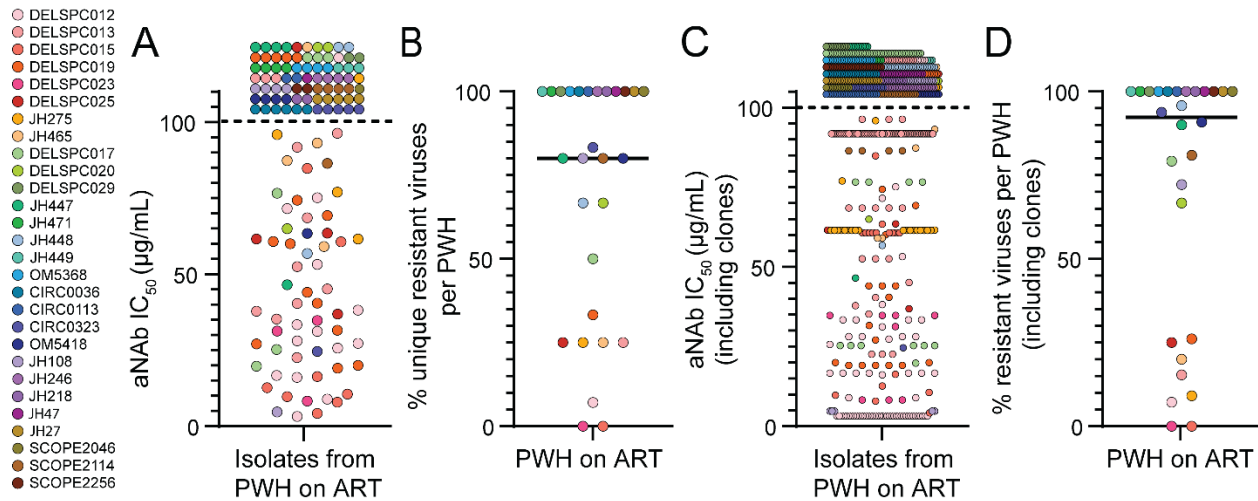 DELSPC012
DELSPC013
DELSPC015
DELSPC019
DELSPC023
DELSPC025
JH275
JH465
DELSPC017
DELSPC020
DELSPC029
JH447
JH471
JH448
JH449
OM5368
CIRC0036
CIRC0113
CIRC0323
OM5418
JH108
JH246
JH218
JH47
JH27
SCOPE2046
SCOPE2114
SCOPE2256
A
aNAb IC50 (µg/mL)
100
50
0
Isolates from
PWH on ART
B
% unique resistant viruses
per PWH
100
50
0
PWH on ART
C
aNAb IC50 (µg/mL)
(including clones)
100
50
0
Isolates from
PWH on ART
D
% resistant viruses per PWH
(including clones)
100
50
0
PWH on ART